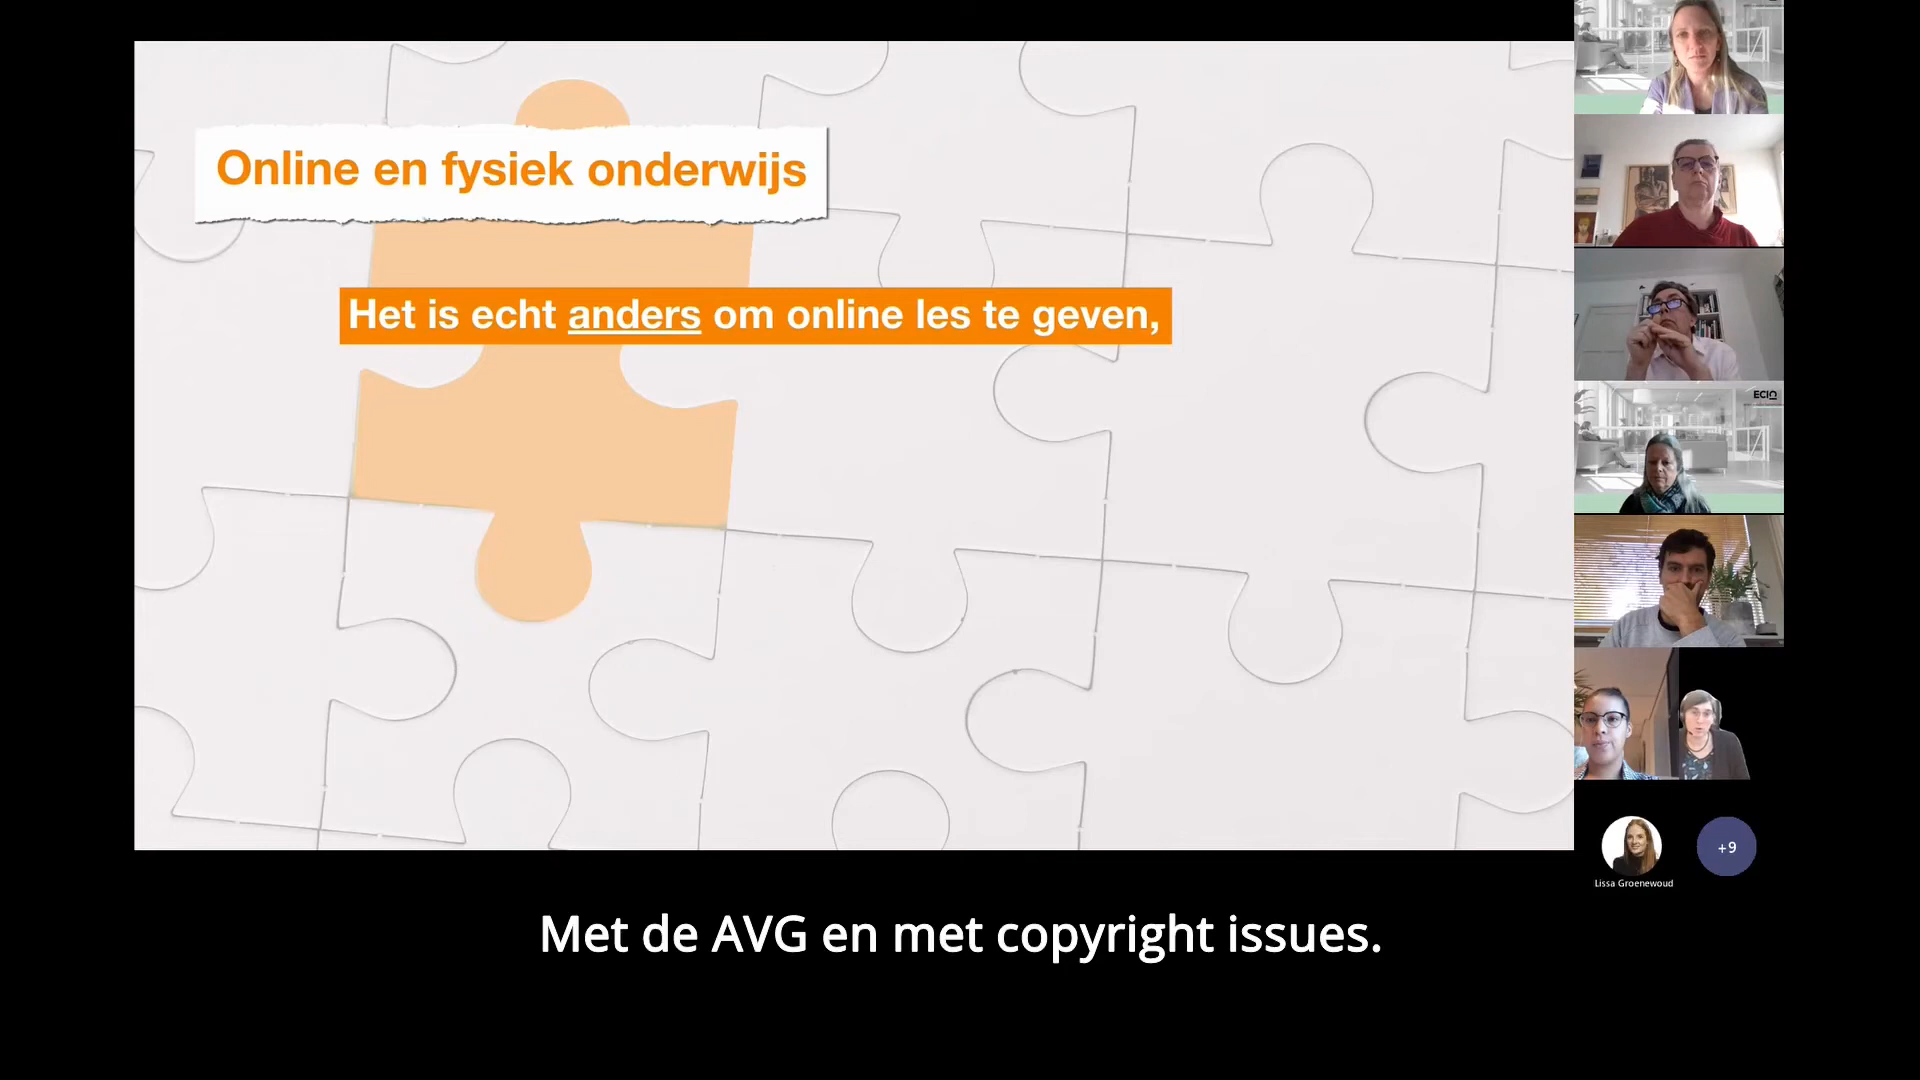 Online en fysiek onderwijs
Het is echt anders om online les te geven,
ECIO
Lissa Groenewoud
+9
Met de AVG en met copyright issues.